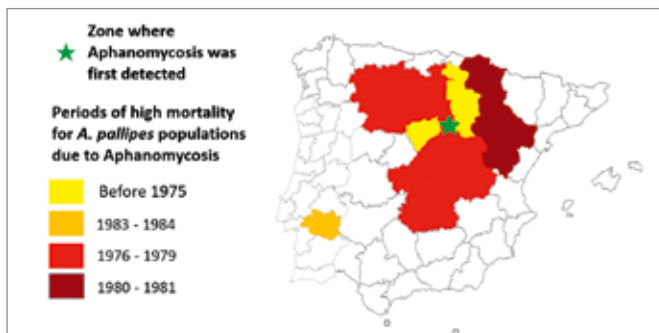 Zone where
Aphanomycosis was
first detected
Periods of high mortality
for A. pallipes populations
due to Aphanomycosis
Before 1975
1983 - 1984
1976 - 1979
1980 - 1981